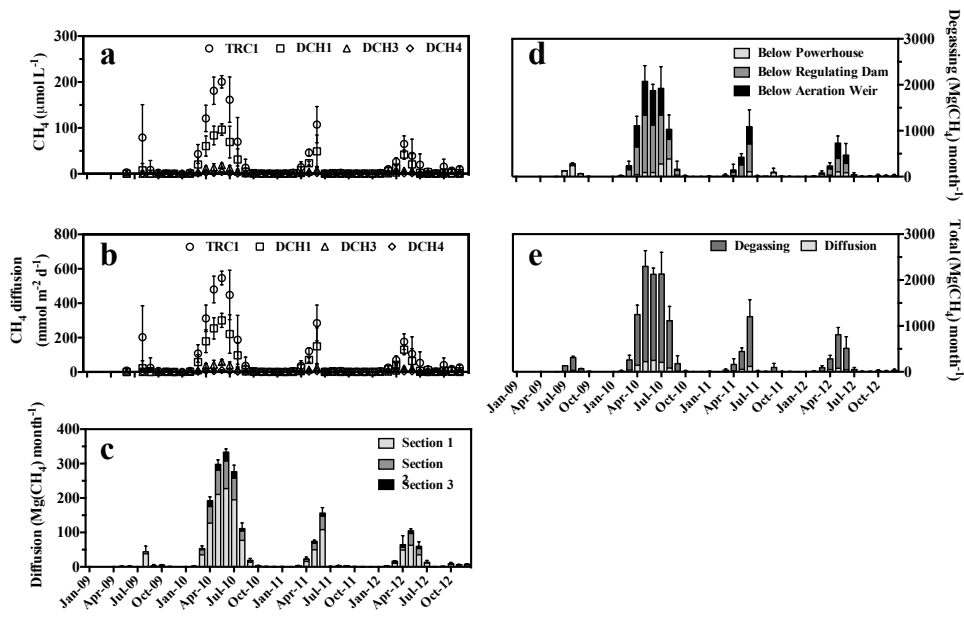 a
TRC1 DCH1 DCH3 DCH4
CH₄ (µmol L⁻¹)
300
200
100
0
b
TRC1 DCH1 DCH3 DCH4
CH₄ diffusion
(mmol m⁻² d⁻¹)
800
600
400
200
0
c
Section 1
Section
2
Section 3
Diffusion (Mg(CH₄) month⁻¹)
400
300
200
100
0
Jan-09
Apr-09
Jul-09
Oct-09
Jan-10
Apr-10
Jul-10
Oct-10
Jan-11
Apr-11
Jul-11
Oct-11
Jan-12
Apr-12
Jul-12
Oct-12
d
Below Powerhouse
Below Regulating Dam
Below Aeration Weir
Degassing (Mg(CH₄) month⁻¹)
3000
2000
1000
0
e
Degassing Diffusion
Total (Mg(CH₄) month⁻¹)
3000
2000
1000
0
Jan-09
Apr-09
Jul-09
Oct-09
Jan-10
Apr-10
Jul-10
Oct-10
Jan-11
Apr-11
Jul-11
Oct-11
Jan-12
Apr-12
Jul-12
Oct-12